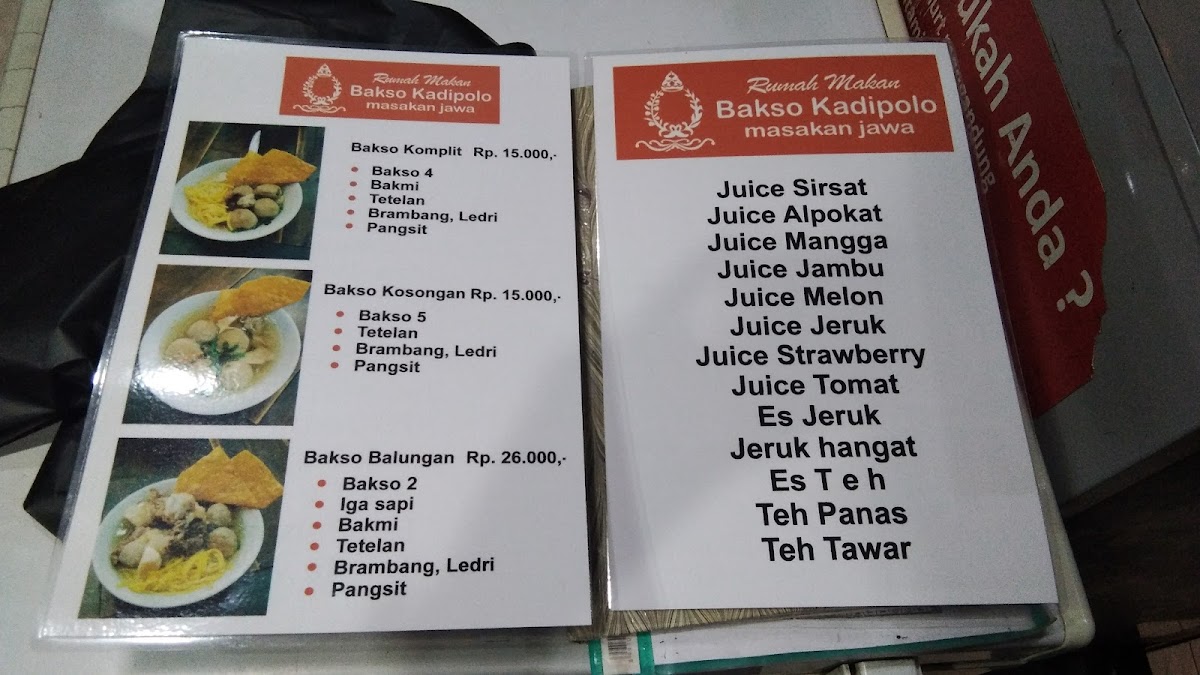 Rumah Makan
Bakso Kadipolo
masakan jawa
Bakso Komplit Rp. 15.000,-
Bakso 4
Bakmi
Tetelan
Brambang, Ledri
Pangsit
Bakso Kosongan Rp. 15.000,-
Bakso 5
Tetelan
Brambang, Ledri
Pangsit
Bakso Balungan Rp. 26.000,-
Bakso 2
Iga sapi
Bakmi
Tetelan
Brambang, Ledri
Pangsit
Rumah Makan
Bakso Kadipolo
masakan jawa
Juice Sirsat
Juice Alpokat
Juice Mangga
Juice Jambu
Juice Melon
Juice Jeruk
Juice Strawberry
Juice Tomat
Es Jeruk
Jeruk hangat
Es T e h
Teh Panas
Teh Tawar
ukah Anda ?